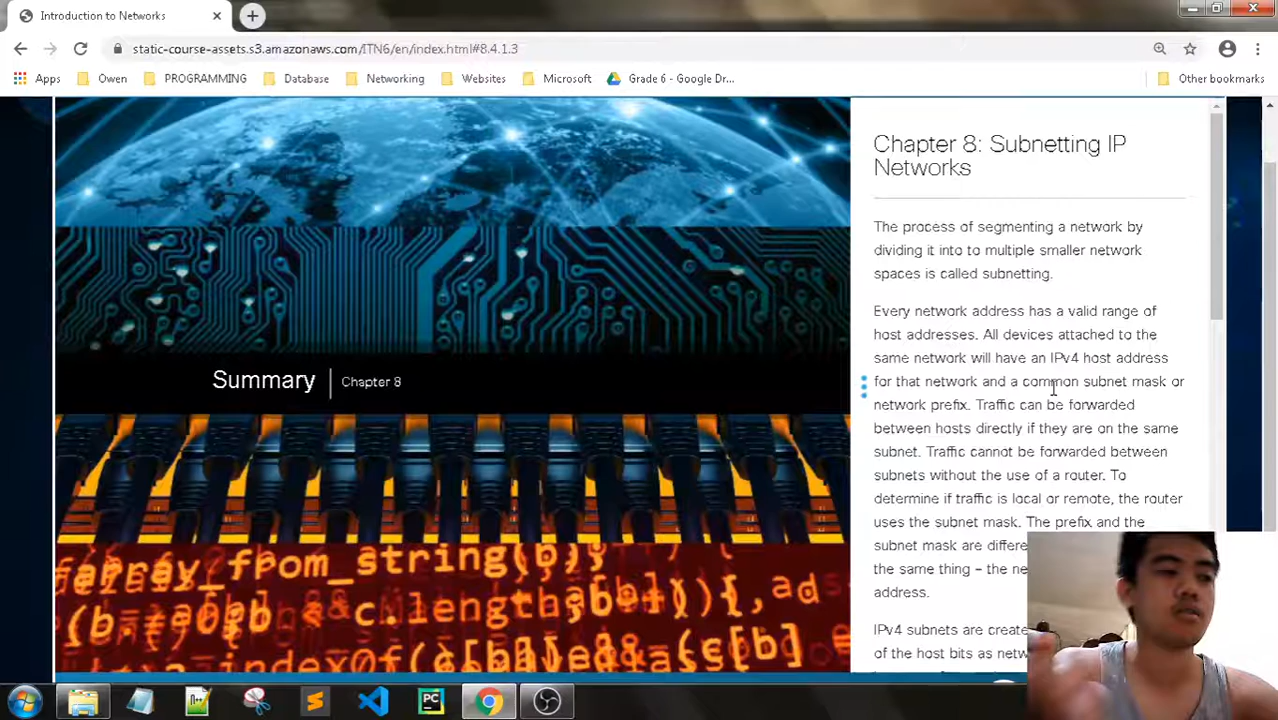 Introduction to Networks
static-course-assets.s3.amazonaws.com/ITN6/en/index.html#8.4.1.3
Apps Owen PROGRAMMING Database Networking Websites Microsoft Grade 6 - Google Dr... Other bookmarks
Summary Chapter 8
array_from_string(b);
c.length;
ad
(s[b]
Chapter 8: Subnetting IP
Networks
The process of segmenting a network by
dividing it into to multiple smaller network
spaces is called subnetting.
Every network address has a valid range of
host addresses. All devices attached to the
same network will have an IPv4 host address
for that network and a common subnet mask or
network prefix. Traffic can be forwarded
between hosts directly if they are on the same
subnet. Traffic cannot be forwarded between
subnets without the use of a router. To
determine if traffic is local or remote, the router
uses the subnet mask. The prefix and the
subnet mask are differe
the same thing - the ne
address.
IPv4 subnets are create
of the host bits as netw
PC